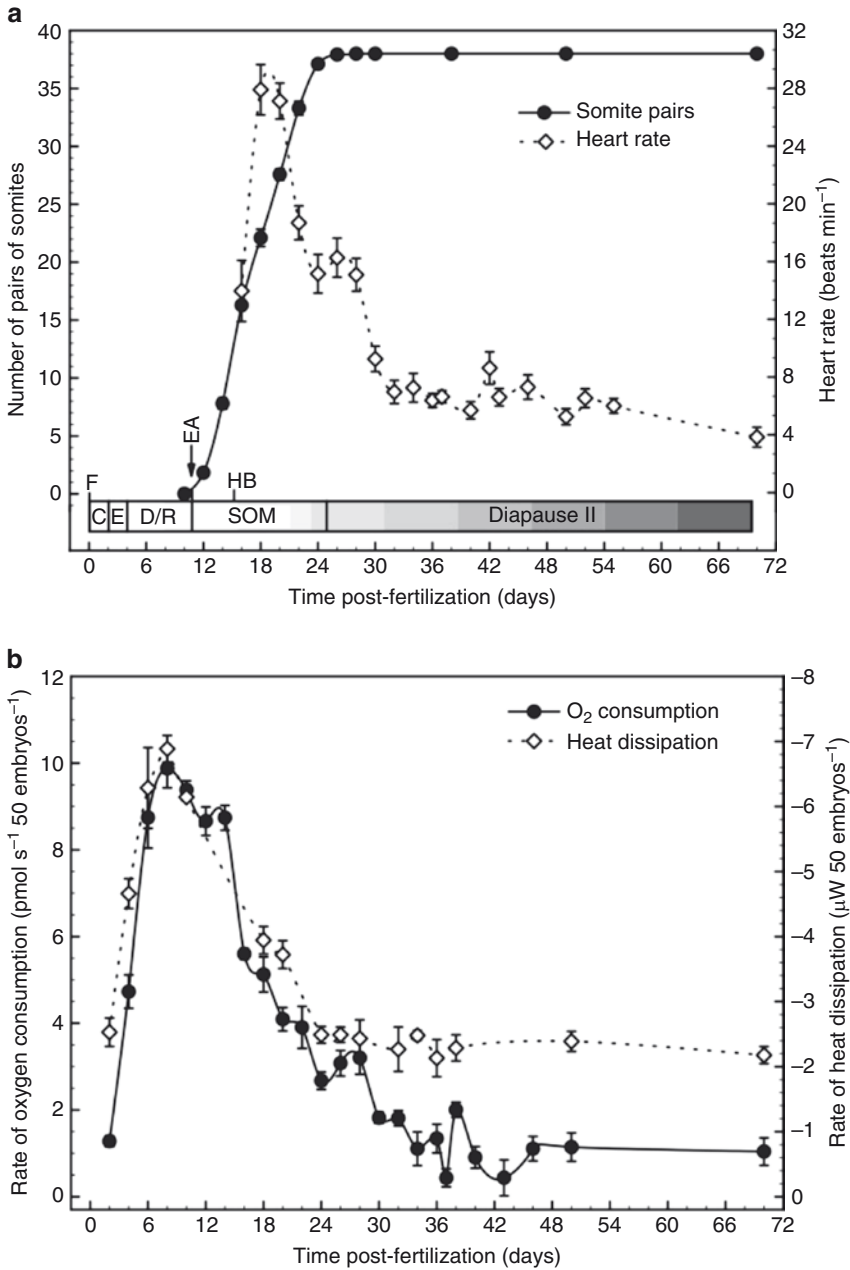 a
40
35
30
25
20
15
10
5
0
Number of pairs of somites
32
28
24
20
16
12
8
4
0
Heart rate (beats min⁻¹)
Somite pairs
Heart rate
EA
F
HB
C E D/R SOM Diapause II
0 6 12 18 24 30 36 42 48 54 60 66 72
Time post-fertilization (days)
b
12
10
8
6
4
2
0
Rate of oxygen consumption (pmol s⁻¹ 50 embryos⁻¹)
–8
–7
–6
–5
–4
–3
–2
–1
0
Rate of heat dissipation (µW 50 embryos⁻¹)
O₂ consumption
Heat dissipation
0 6 12 18 24 30 36 42 48 54 60 66 72
Time post-fertilization (days)